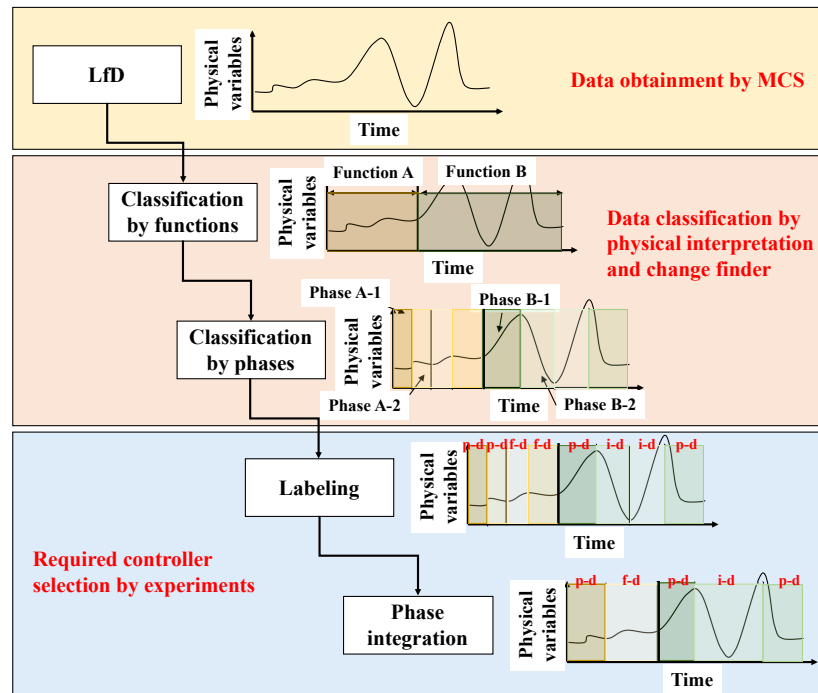 LfD
Physical
variables
Time
Data obtainment by MCS
Classification
by functions
Physical
variables
Function A
Function B
Time
Data classification by
physical interpretation
and change finder
Classification
by phases
Physical
variables
Phase A-1
Phase B-1
Phase A-2
Time
Phase B-2
Labeling
Physical
variables
p-d p-d f-d f-d p-d i-d i-d p-d
Time
Required controller
selection by experiments
Phase
integration
Physical
variables
p-d f-d p-d i-d p-d
Time